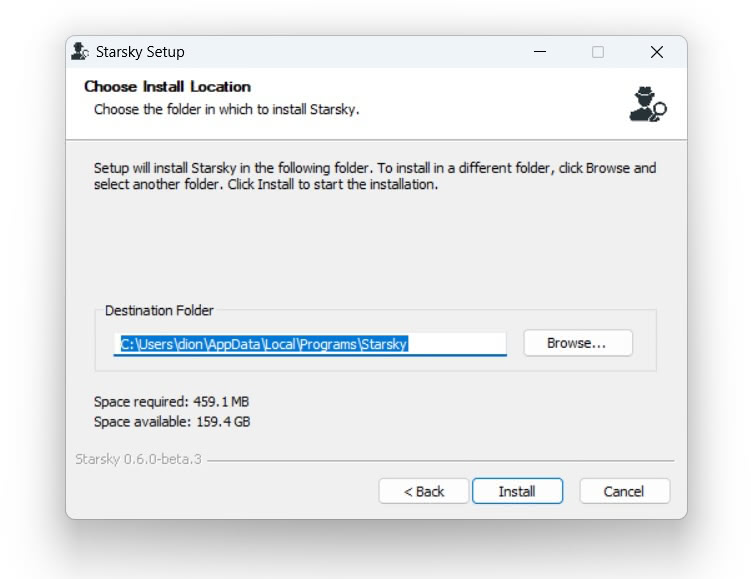 Starsky Setup
Choose Install Location
Choose the folder in which to install Starsky.
Setup will install Starsky in the following folder. To install in a different folder, click Browse and
select another folder. Click Install to start the installation.
Destination Folder
C:\Users\dion\AppData\Local\Programs\Starsky
Browse...
Space required: 459.1 MB
Space available: 159.4 GB
Starsky 0.6.0-beta.3
< Back
Install
Cancel